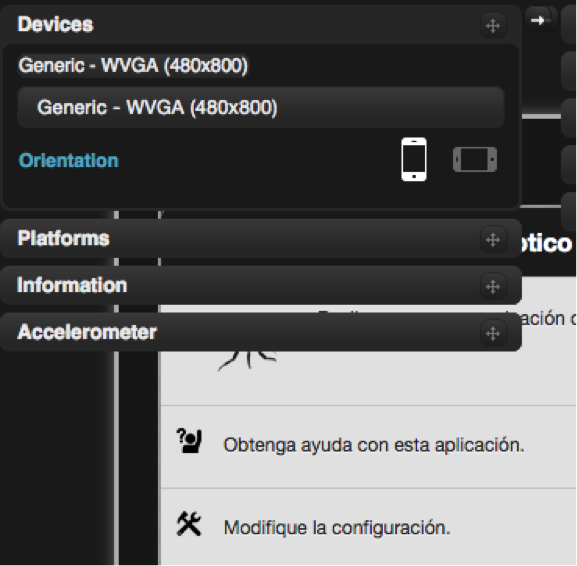 Devices
Generic - WVGA (480x800)
Generic - WVGA (480x800)
Orientation
Platforms
ótico
Information
Accelerometer
ación
Obtenga ayuda con esta aplicación.
Modifique la configuración.